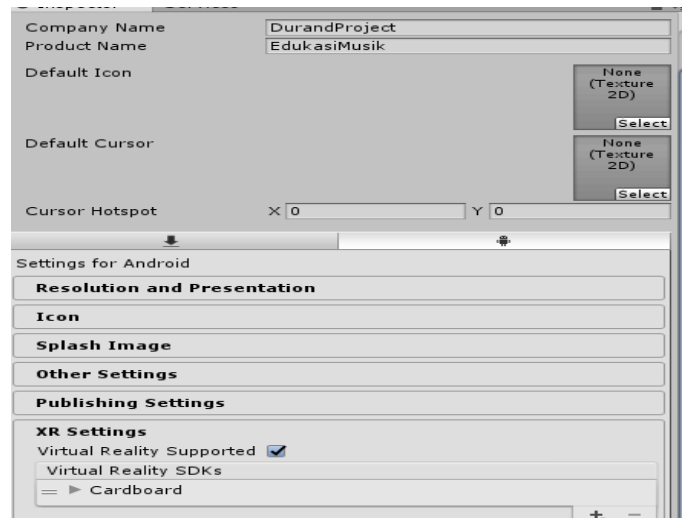 Inspector Services
Company Name DurandProject
Product Name EdukasiMusik
Default Icon None
(Texture
2D)
Select
Default Cursor None
(Texture
2D)
Select
Cursor Hotspot X 0 Y 0
Settings for Android
Resolution and Presentation
Icon
Splash Image
Other Settings
Publishing Settings
XR Settings
Virtual Reality Supported
Virtual Reality SDKs
Cardboard
+ −